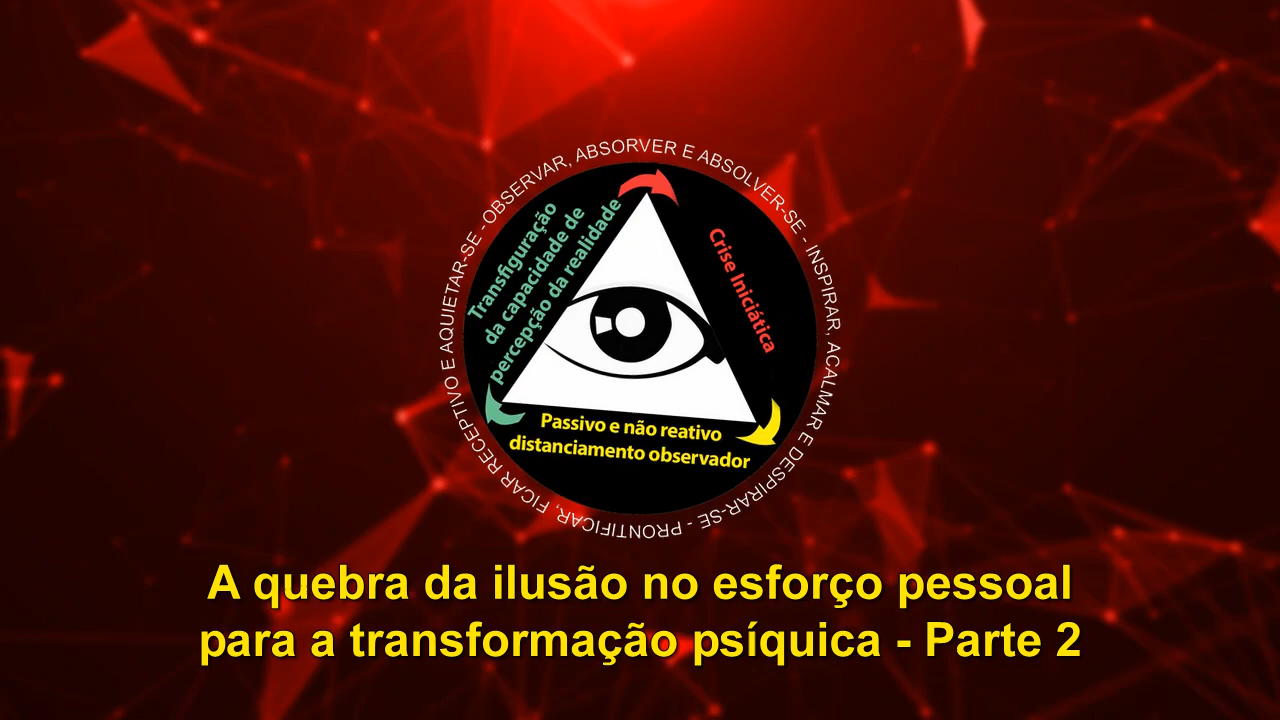 OBSERVAR, ABSORVER E ABSOLVER-SE - INSPIRAR, ACALMAR E DESPIRAR-SE - PRONTIFICAR, FICAR RECEPTIVO E AQUIETAR-SE -
Transfiguração
da capacidade de
percepção da realidade
Crise Iniciática
Passivo e não reativo
distanciamento observador
A quebra da ilusão no esforço pessoal
para a transformação psíquica - Parte 2